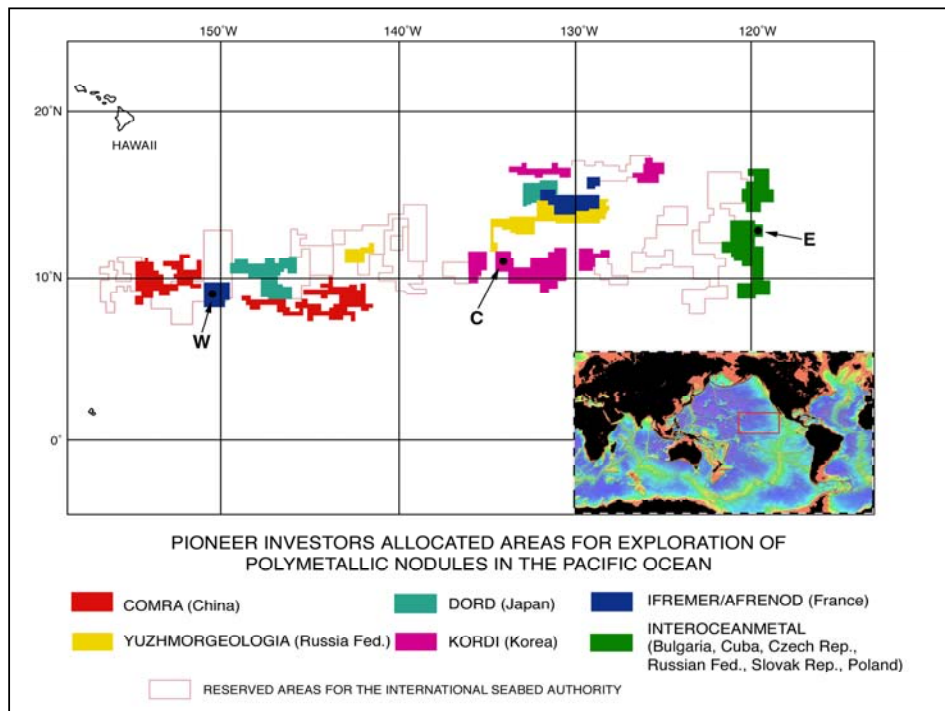 150°W 140°W 130°W 120°W
20°N
HAWAII
E
10°N
C
W
0°
PIONEER INVESTORS ALLOCATED AREAS FOR EXPLORATION OF
POLYMETALLIC NODULES IN THE PACIFIC OCEAN
COMRA (China) DORD (Japan) IFREMER/AFRENOD (France)
YUZHMORGEOLOGIA (Russia Fed.) KORDI (Korea) INTEROCEANMETAL
(Bulgaria, Cuba, Czech Rep.,
Russian Fed., Slovak Rep., Poland)
RESERVED AREAS FOR THE INTERNATIONAL SEABED AUTHORITY